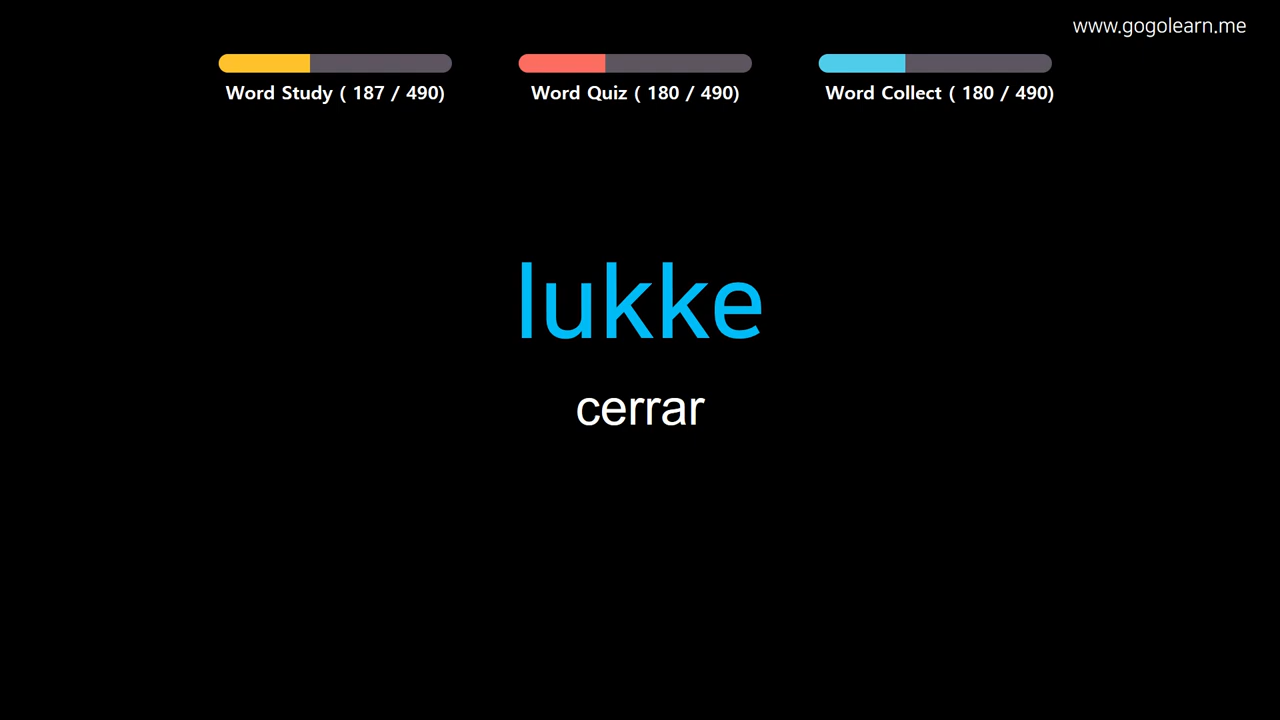 www.gogolearn.me
Word Study ( 187 / 490)
Word Quiz ( 180 / 490)
Word Collect ( 180 / 490)
lukke
cerrar